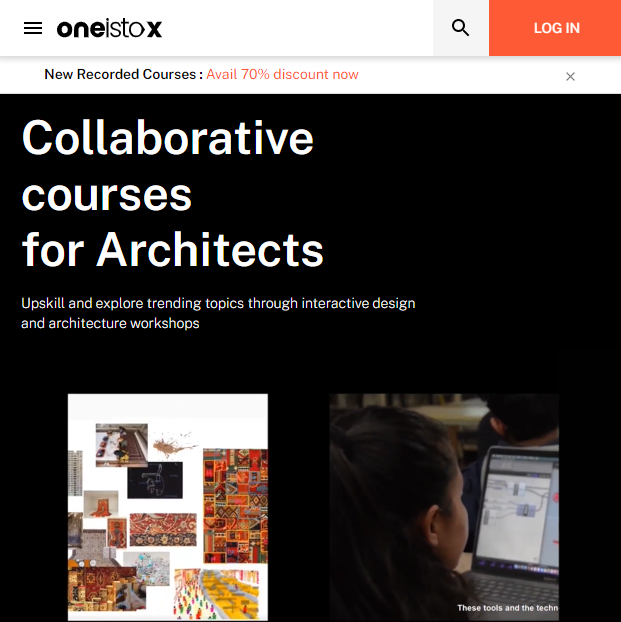 oneistox
LOG IN
New Recorded Courses : Avail 70% discount now
Collaborative
courses
for Architects
Upskill and explore trending topics through interactive design
and architecture workshops
These tools and the techn